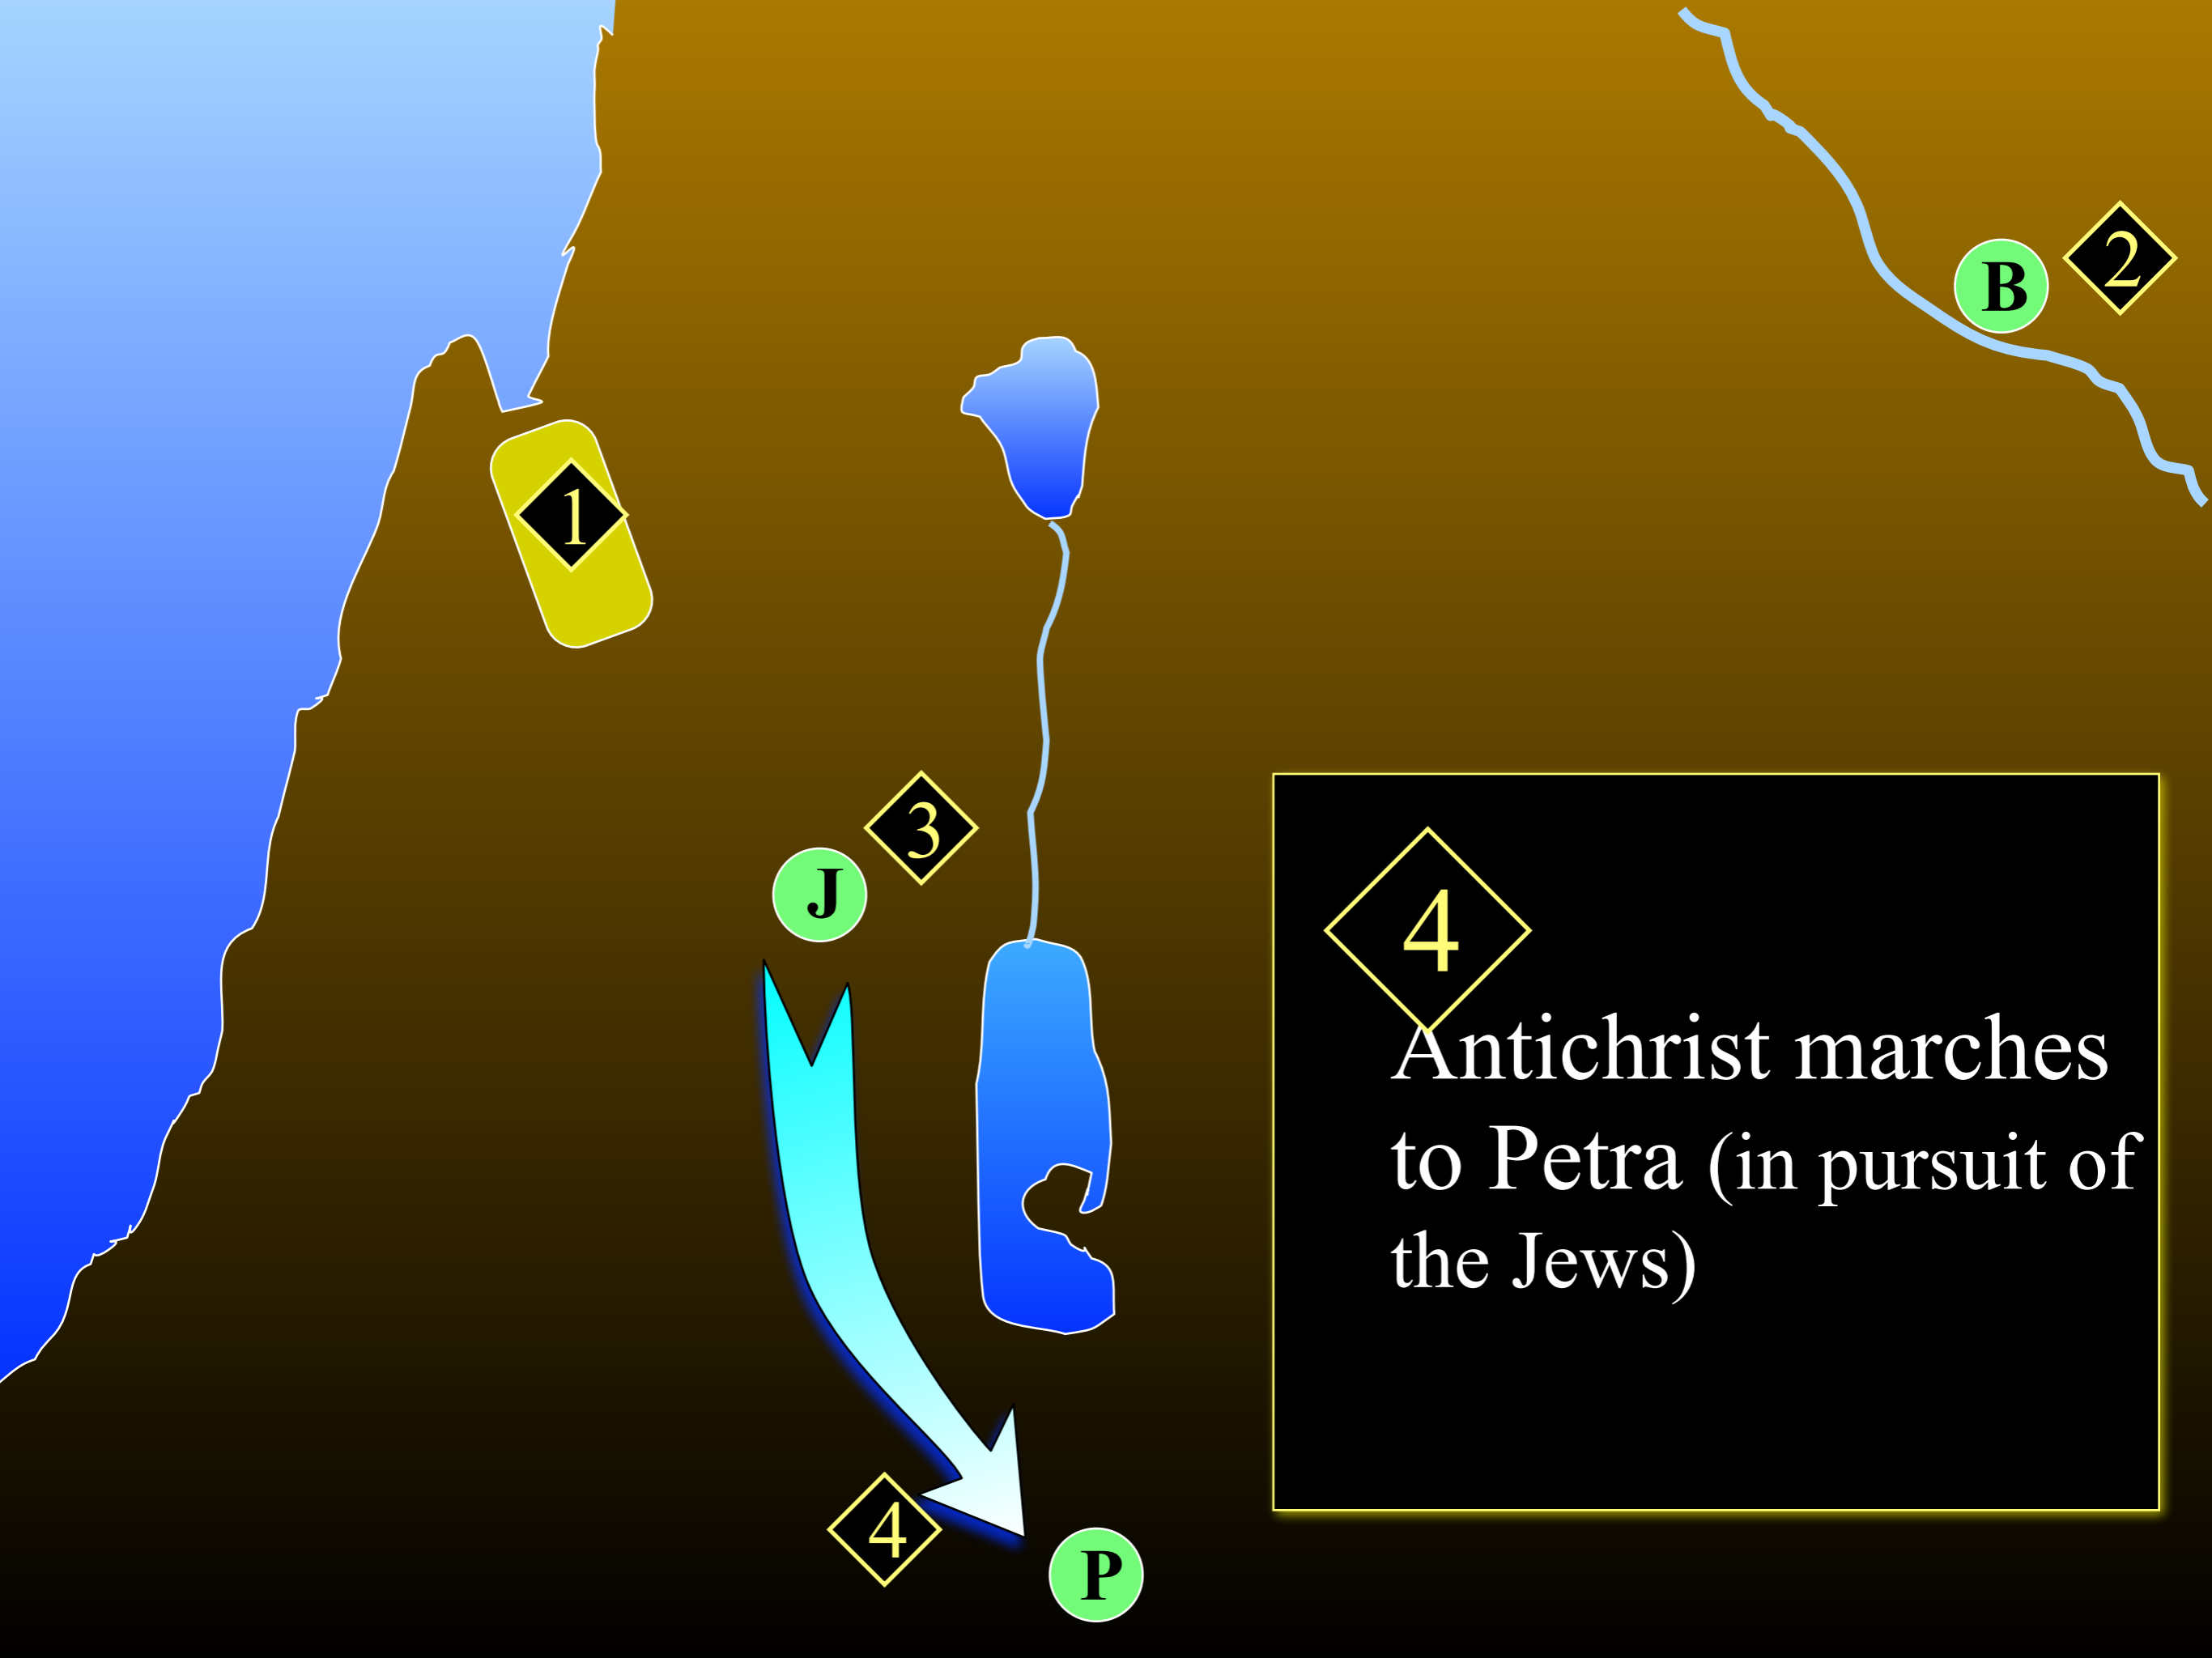 B
2
1
3
J
4
Antichrist marches
to Petra (in pursuit of
the Jews)
4
P